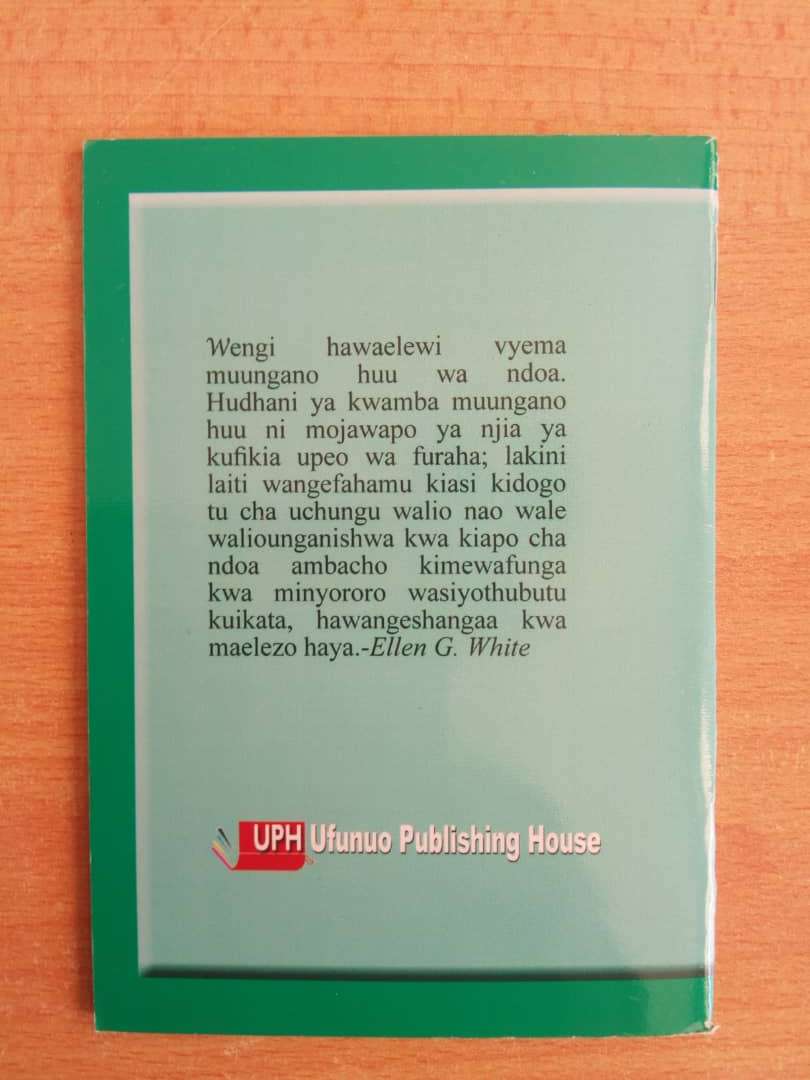 Wengi hawaelewi vyema
muungano huu wa ndoa.
Hudhani ya kwamba muungano
huu ni mojawapo ya njia ya
kufikia upeo wa furaha; lakini
laiti wangefahamu kiasi kidogo
tu cha uchungu walio nao wale
waliounganishwa kwa kiapo cha
ndoa ambacho kimewafunga
kwa minyororo wasiyothubutu
kuikata, hawangeshangaa kwa
maelezo haya.-Ellen G. White
UPH Ufunuo Publishing House